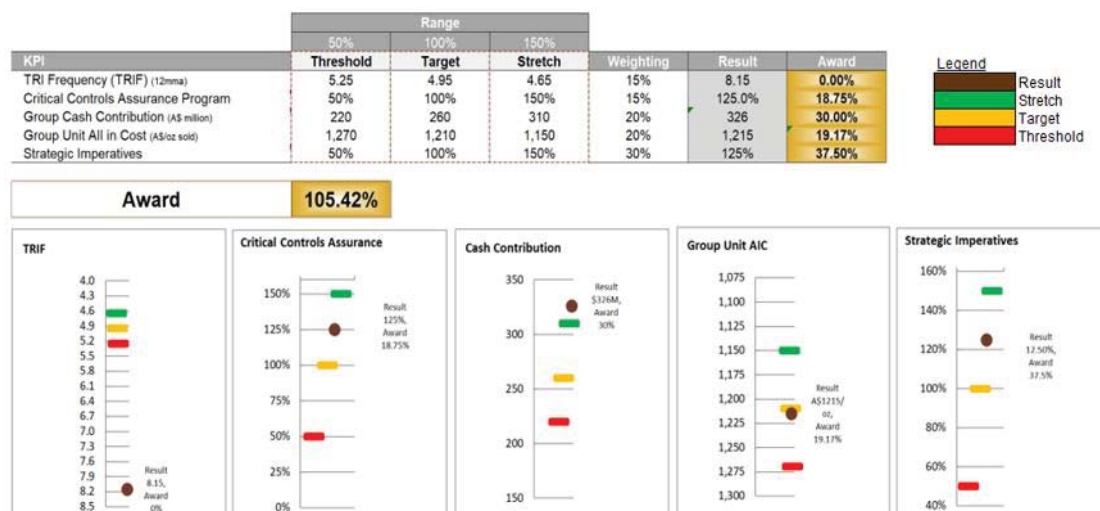 Range
50% 100% 150%
KPI Threshold Target Stretch Weighting Result Award
TRI Frequency (TRIF) (12mma) 5.25 4.95 4.65 15% 8.15 0.00%
Critical Controls Assurance Program 50% 100% 150% 15% 125.0% 18.75%
Group Cash Contribution (A$ million) 220 260 310 20% 326 30.00%
Group Unit All in Cost (A$/oz sold) 1,270 1,210 1,150 20% 1,215 19.17%
Strategic Imperatives 50% 100% 150% 30% 125% 37.50%
Legend
Result
Stretch
Target
Threshold
Award 105.42%
TRIF
4.0
4.3
4.6
4.9
5.2
5.5
5.8
6.1
6.4
6.7
7.0
7.3
7.6
7.9
8.2
8.5
Result
8.15,
Award
0%
Critical Controls Assurance
150%
125%
100%
75%
50%
25%
0%
Result
125%,
Award
18.75%
Cash Contribution
350
300
250
200
150
Result
$326M,
Award
30%
Group Unit AIC
1,075
1,100
1,125
1,150
1,175
1,200
1,225
1,250
1,275
1,300
Result
A$1215/
oz,
Award
19.17%
Strategic Imperatives
160%
140%
120%
100%
80%
60%
40%
Result
12.50%,
Award
37.5%